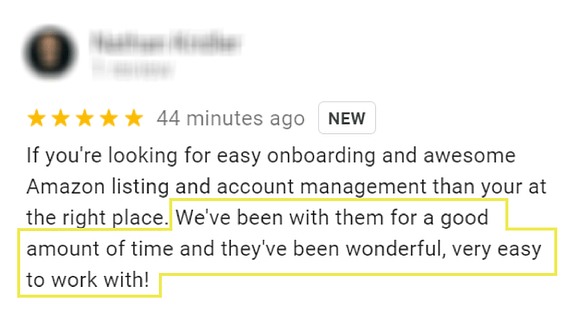 44 minutes ago NEW
If you're looking for easy onboarding and awesome
Amazon listing and account management than your at
the right place. We've been with them for a good
amount of time and they've been wonderful, very easy
to work with!